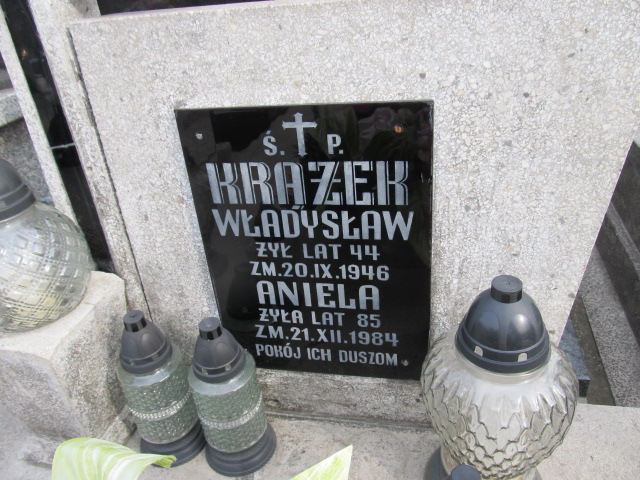 Ś. P.
KRĄŻEK
WŁADYSŁAW
ŻYŁ LAT 44
ZM. 20.IX.1946
ANIELA
ŻYŁA LAT 85
ZM. 21.XII.1984
POKÓJ ICH DUSZOM